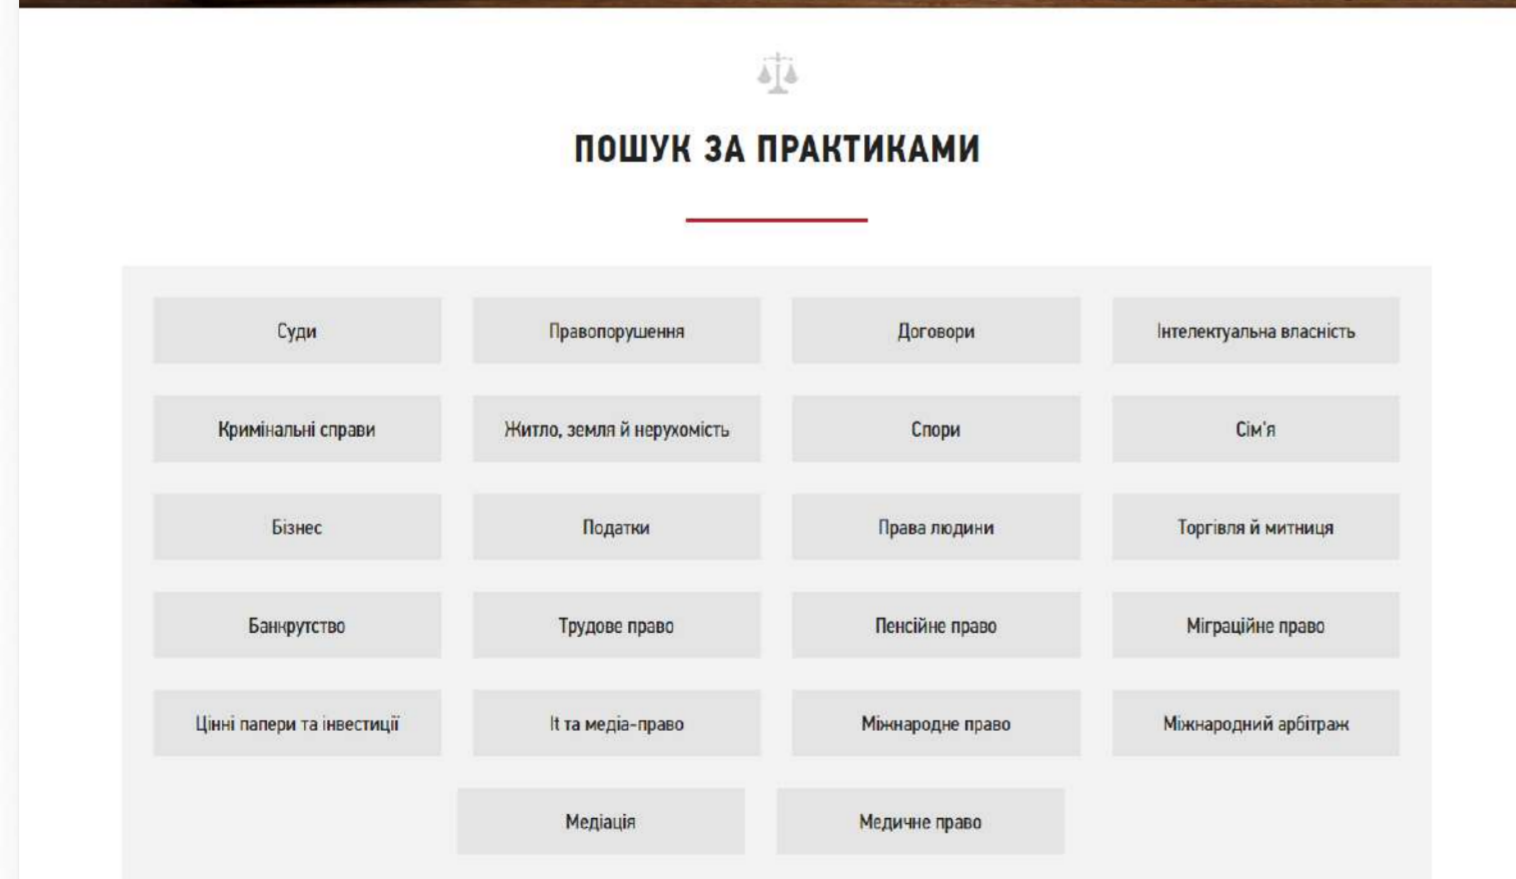 ПОШУК ЗА ПРАКТИКАМИ
Суди
Правопорушення
Договори
Інтелектуальна власність
Кримінальні справи
Житло, земля й нерухомість
Спори
Сім'я
Бізнес
Податки
Права людини
Торгівля й митниця
Банкрутство
Трудове право
Пенсійне право
Міграційне право
Цінні папери та інвестиції
It та медіа-право
Міжнародне право
Міжнародний арбітраж
Медіація
Медичне право